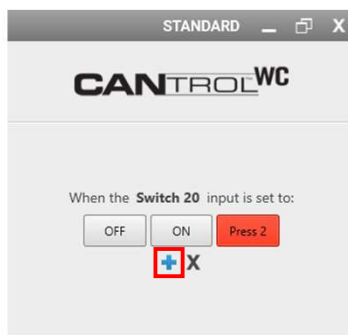 STANDARD
CANTROL WC
When the Switch 20 input is set to:
OFF ON Press 2
X